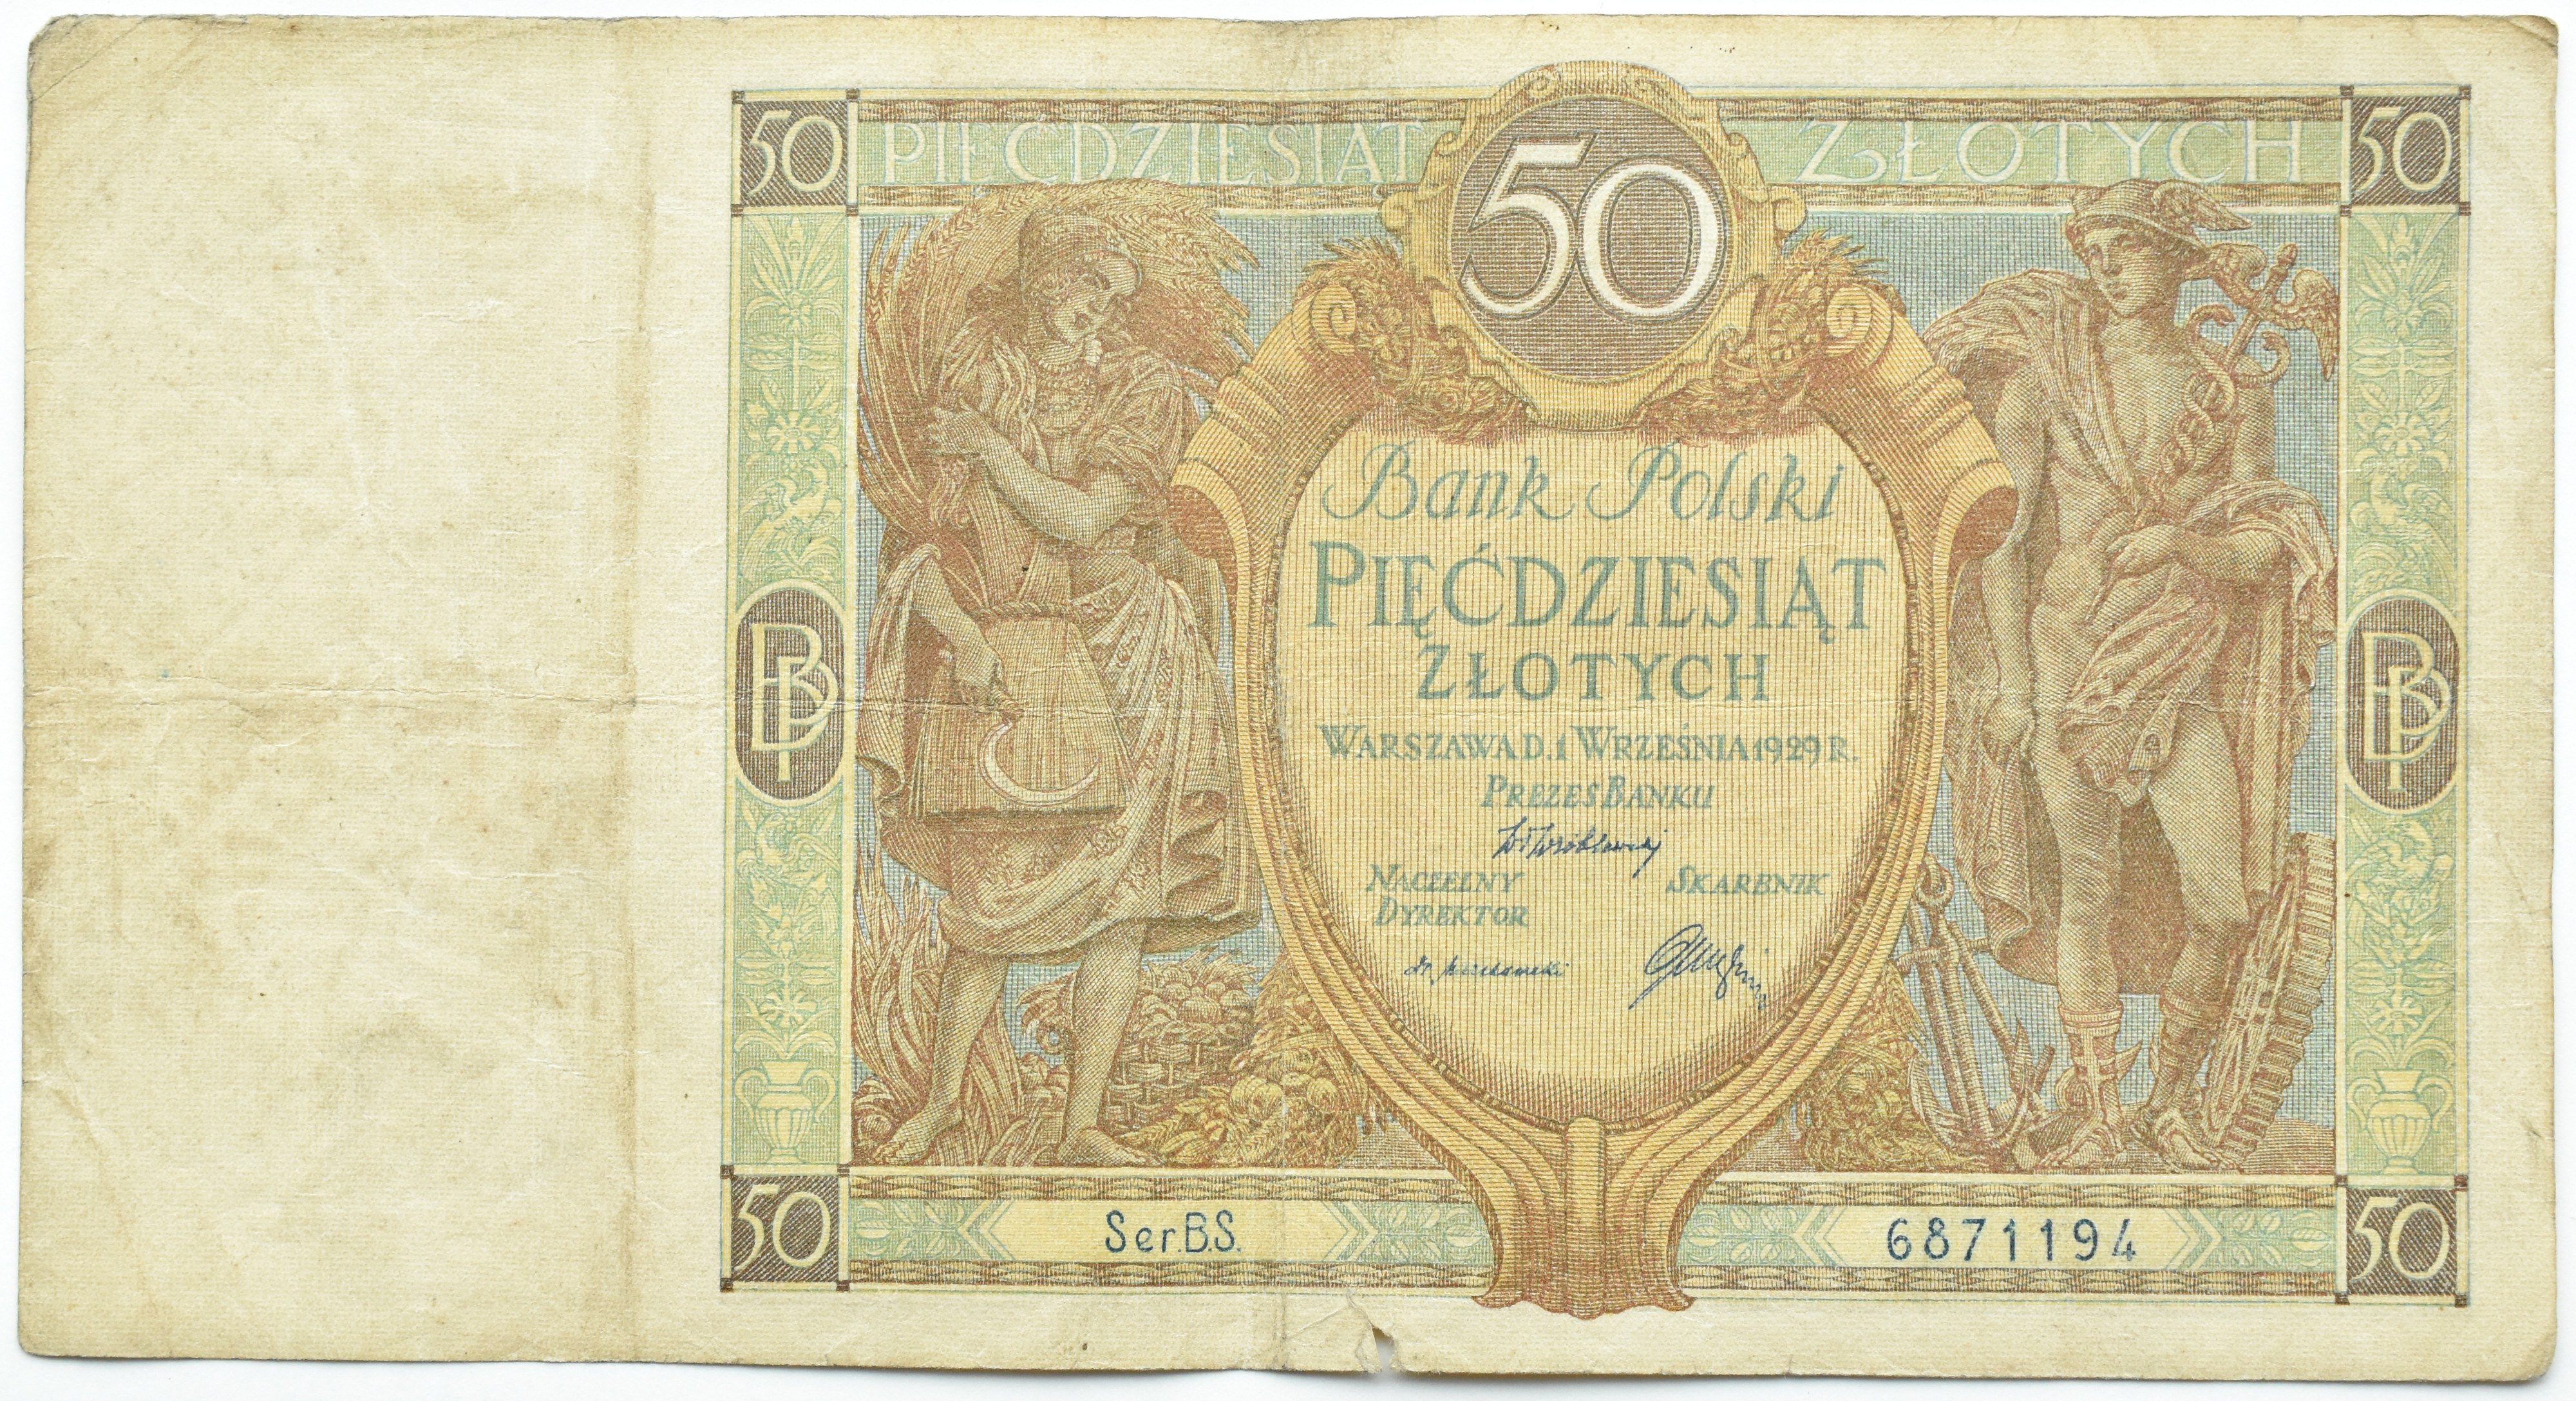 50 PIĘĆDZIESIĄT 50 ZŁOTYCH 50
Bank Polski
PIĘĆDZIESIĄT
ZŁOTYCH
WARSZAWA D. 1 WRZEŚNIA 1929 R.
PREZES BANKU
BP BP
NACZELNY SKARBNIK
DYREKTOR
50 Ser.B.S. 6871194 50